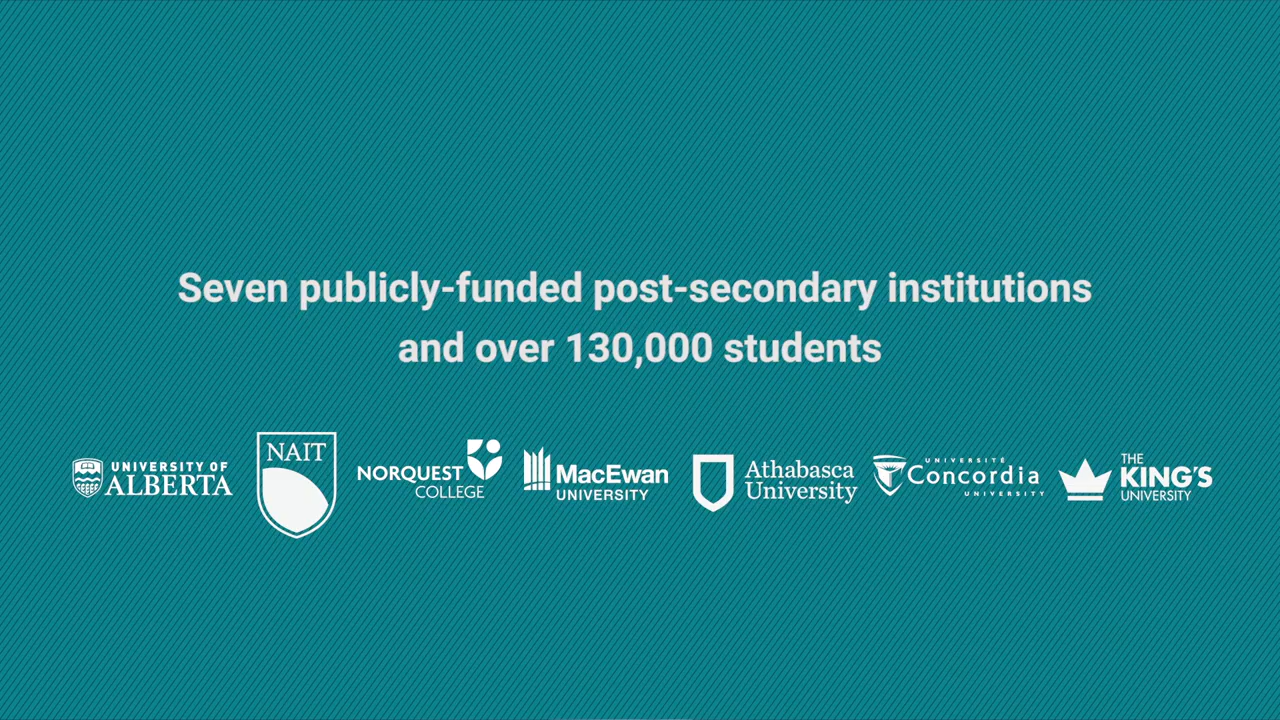 Seven publicly-funded post-secondary institutions
and over 130,000 students
UNIVERSITY OF
ALBERTA
NAIT
NORQUEST
COLLEGE
MacEwan
UNIVERSITY
Athabasca
University
UNIVERSITÉ
Concordia
UNIVERSITY
THE
KING'S
UNIVERSITY